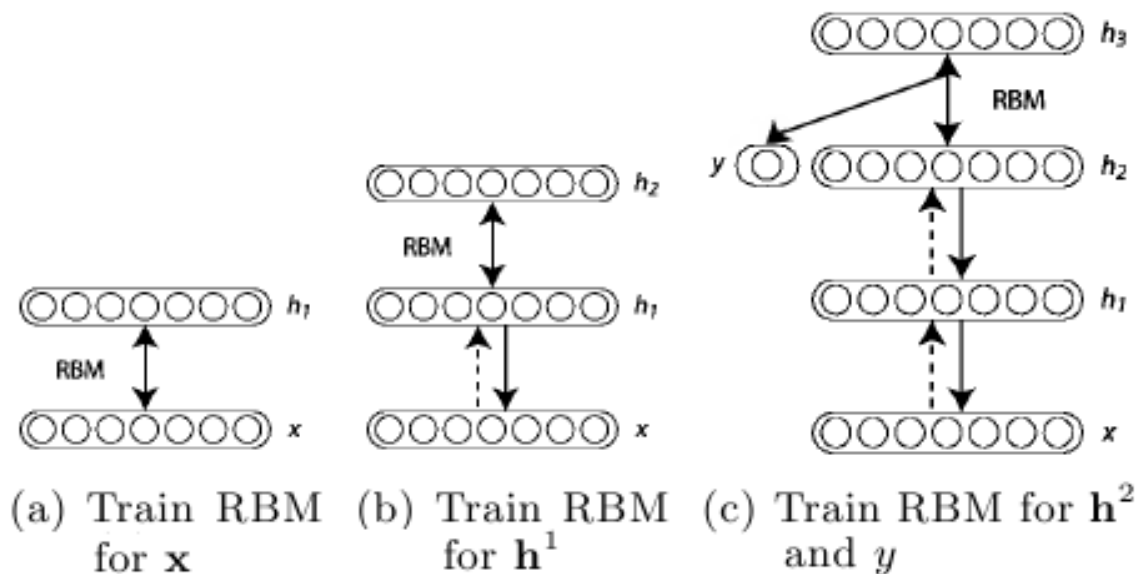 h₃
RBM
y
h₂
h₂
RBM
h₁
h₁
h₁
RBM
x
x
x
(a) Train RBM for x
(b) Train RBM for h¹
(c) Train RBM for h² and y